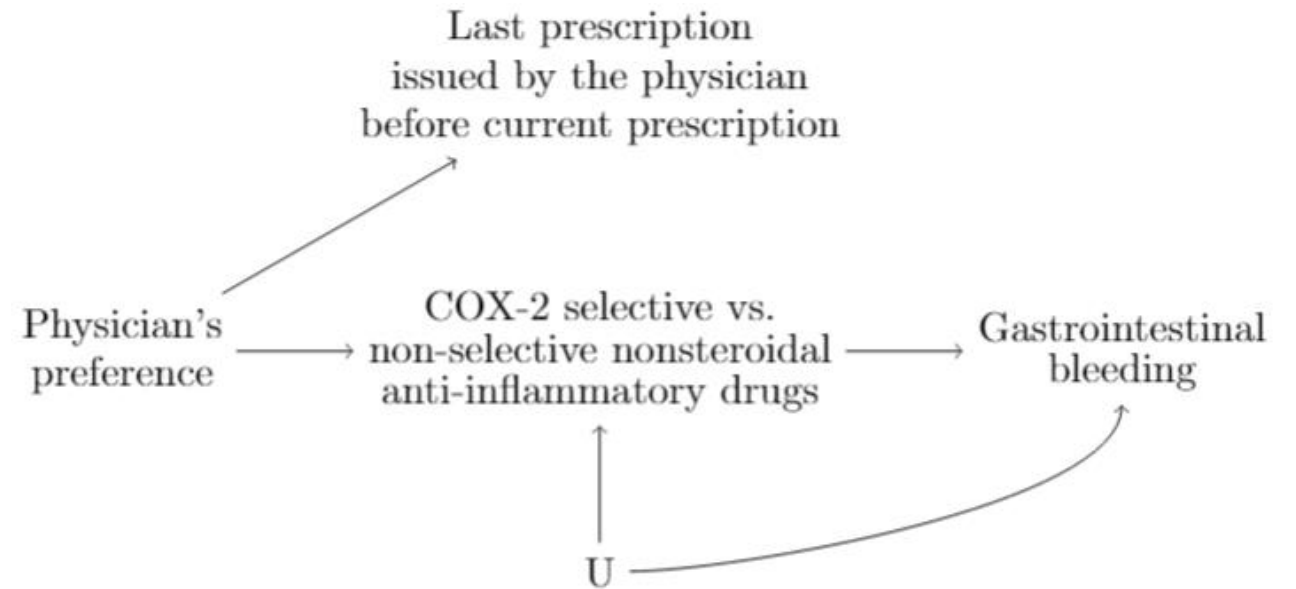 Last prescription
issued by the physician
before current prescription
Physician's
preference
COX-2 selective vs.
non-selective nonsteroidal
anti-inflammatory drugs
Gastrointestinal
bleeding
U